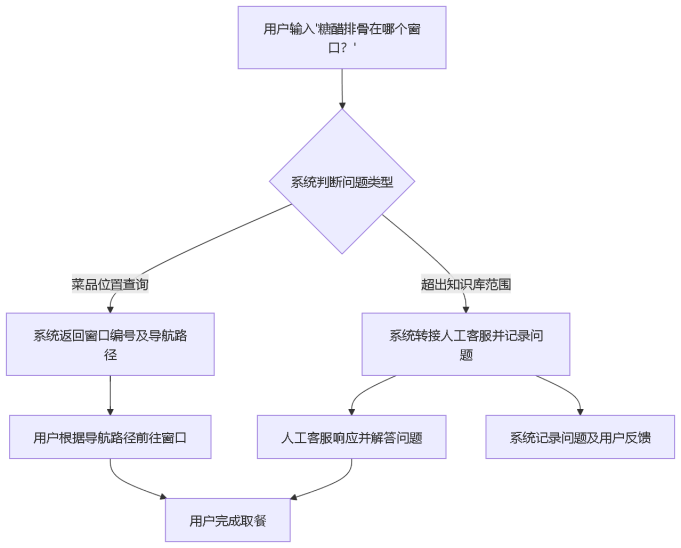 用户输入'糖醋排骨在哪个窗
口？'
系统判断问题类型
菜品位置查询
超出知识库范围
系统返回窗口编号及导航路
径
系统转接人工客服并记录问
题
用户根据导航路径前往窗口
人工客服响应并解答问题
系统记录问题及用户反馈
用户完成取餐